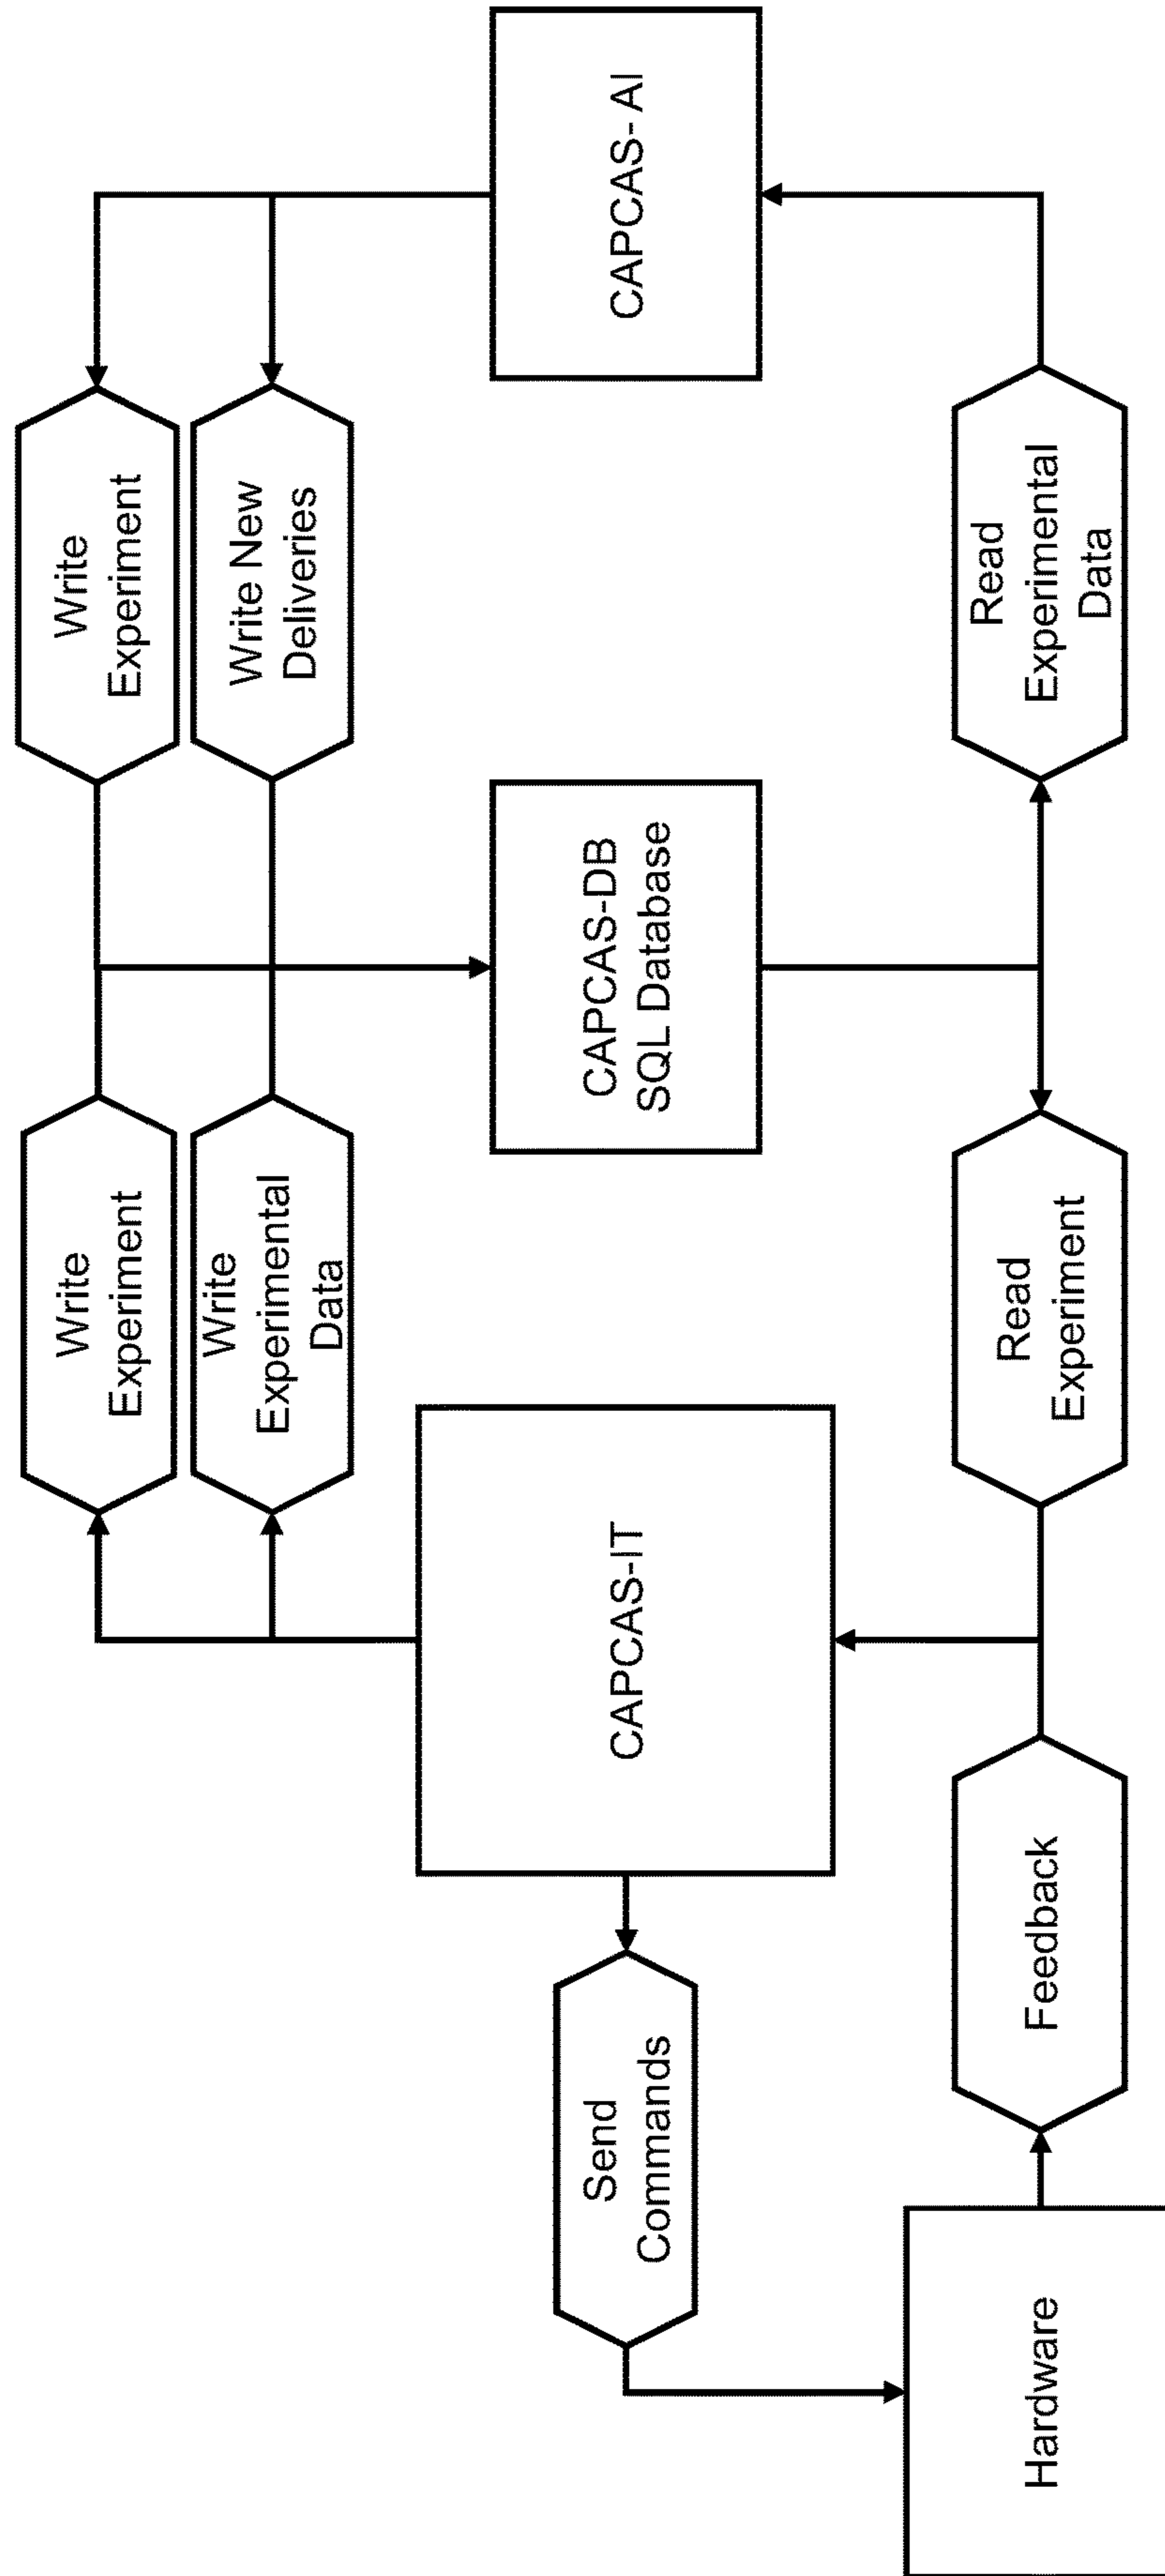 Write
Experiment
Write
Experiment
Write
Experimental
Data
Write New
Deliveries
Send
Commands
CAPCAS-IT
CAPCAS-DB
SQL Database
CAPCAS- AI
Hardware
Feedback
Read
Experiment
Read
Experimental
Data